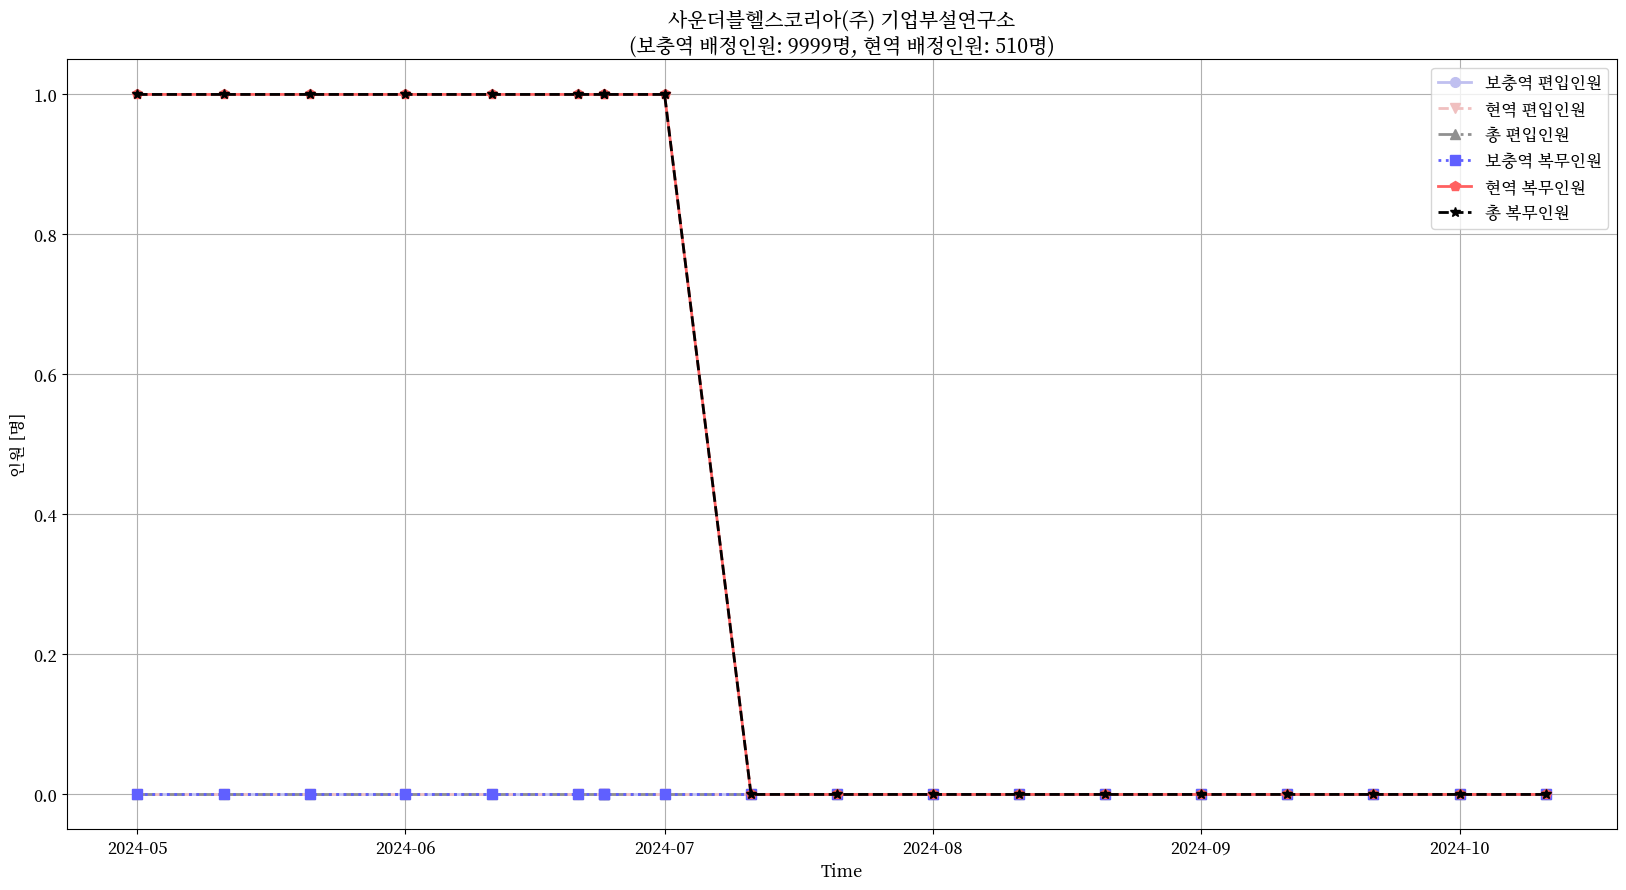 사운더블헬스코리아(주) 기업부설연구소
(보충역 배정인원: 9999명, 현역 배정인원: 510명)
보충역 편입인원
현역 편입인원
총 편입인원
보충역 복무인원
현역 복무인원
총 복무인원
인원 [명]
1.0
0.8
0.6
0.4
0.2
0.0
2024-05 2024-06 2024-07 2024-08 2024-09 2024-10
Time